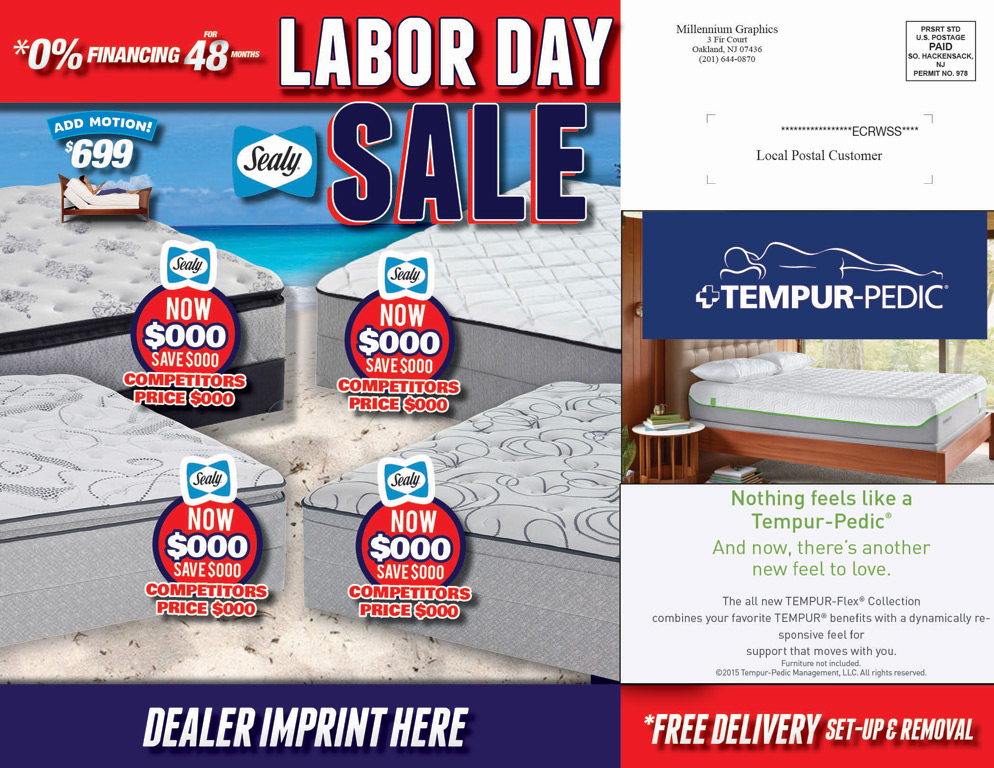 *0% FINANCING FOR 48 MONTHS
LABOR DAY
SALE
ADD MOTION!
$699
Sealy
Sealy
NOW
$000
SAVE $000
COMPETITORS
PRICE $000
Sealy
NOW
$000
SAVE $000
COMPETITORS
PRICE $000
Sealy
NOW
$000
SAVE $000
COMPETITORS
PRICE $000
Sealy
NOW
$000
SAVE $000
COMPETITORS
PRICE $000
DEALER IMPRINT HERE
Millennium Graphics
3 Fir Court
Oakland, NJ 07436
(201) 644-0870
PRSRT STD
U.S. POSTAGE
PAID
SO. HACKENSACK,
NJ
PERMIT NO. 978
*****************ECRWSS****
Local Postal Customer
TEMPUR-PEDIC®
Nothing feels like a
Tempur-Pedic®
And now, there's another
new feel to love.
The all new TEMPUR-Flex® Collection
combines your favorite TEMPUR® benefits with a dynamically re-
sponsive feel for
support that moves with you.
Furniture not included.
©2015 Tempur-Pedic Management, LLC. All rights reserved.
*FREE DELIVERY SET-UP & REMOVAL